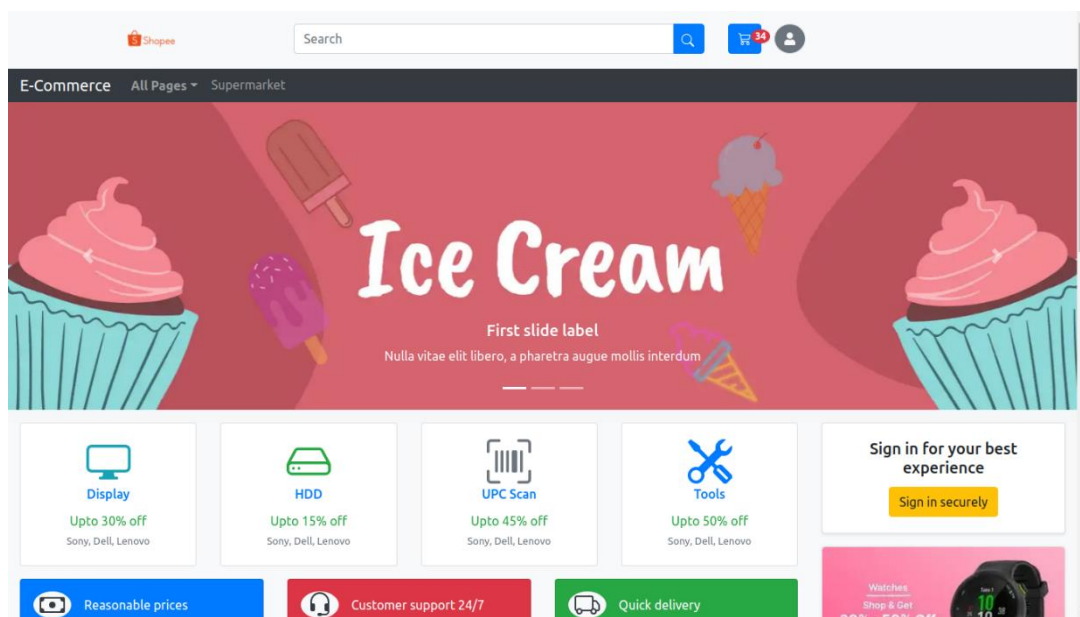 Shopee
Search
34
E-Commerce All Pages Supermarket
Ice Cream
First slide label
Nulla vitae elit libero, a pharetra augue mollis interdum
Display
Upto 30% off
Sony, Dell, Lenovo
HDD
Upto 15% off
Sony, Dell, Lenovo
UPC Scan
Upto 45% off
Sony, Dell, Lenovo
Tools
Upto 50% off
Sony, Dell, Lenovo
Sign in for your best
experience
Sign in securely
Reasonable prices
Customer support 24/7
Quick delivery
Watches
Shop & Get